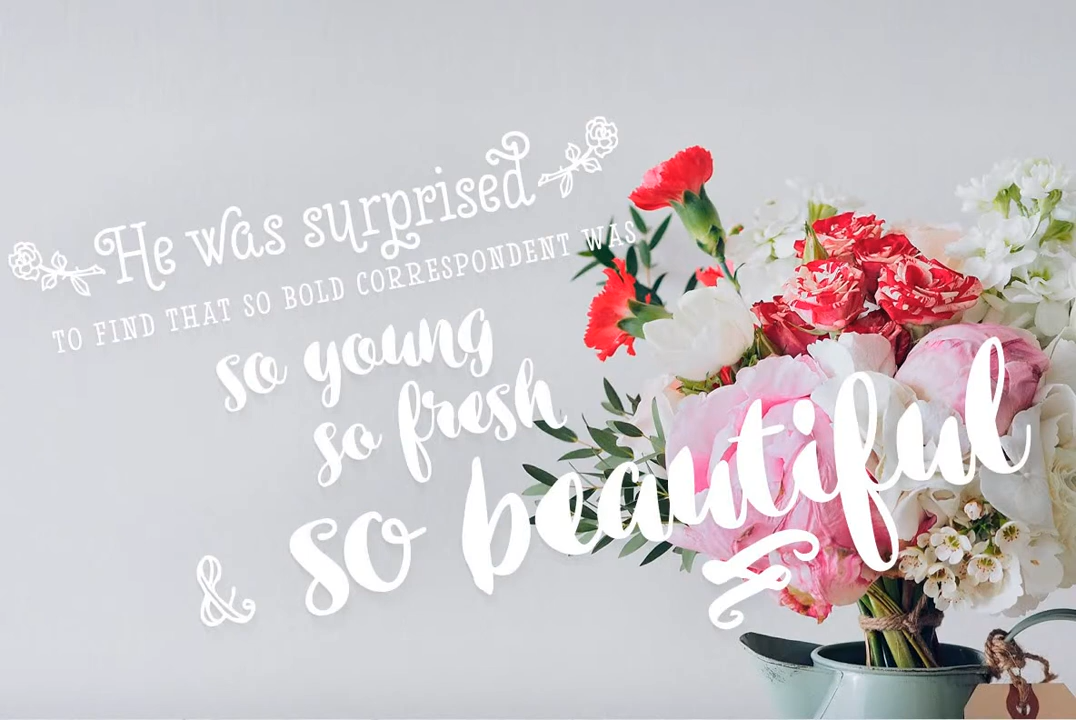 He was surprised
TO FIND THAT SO BOLD CORRESPONDENT WAS
so young
so fresh
& so beautiful